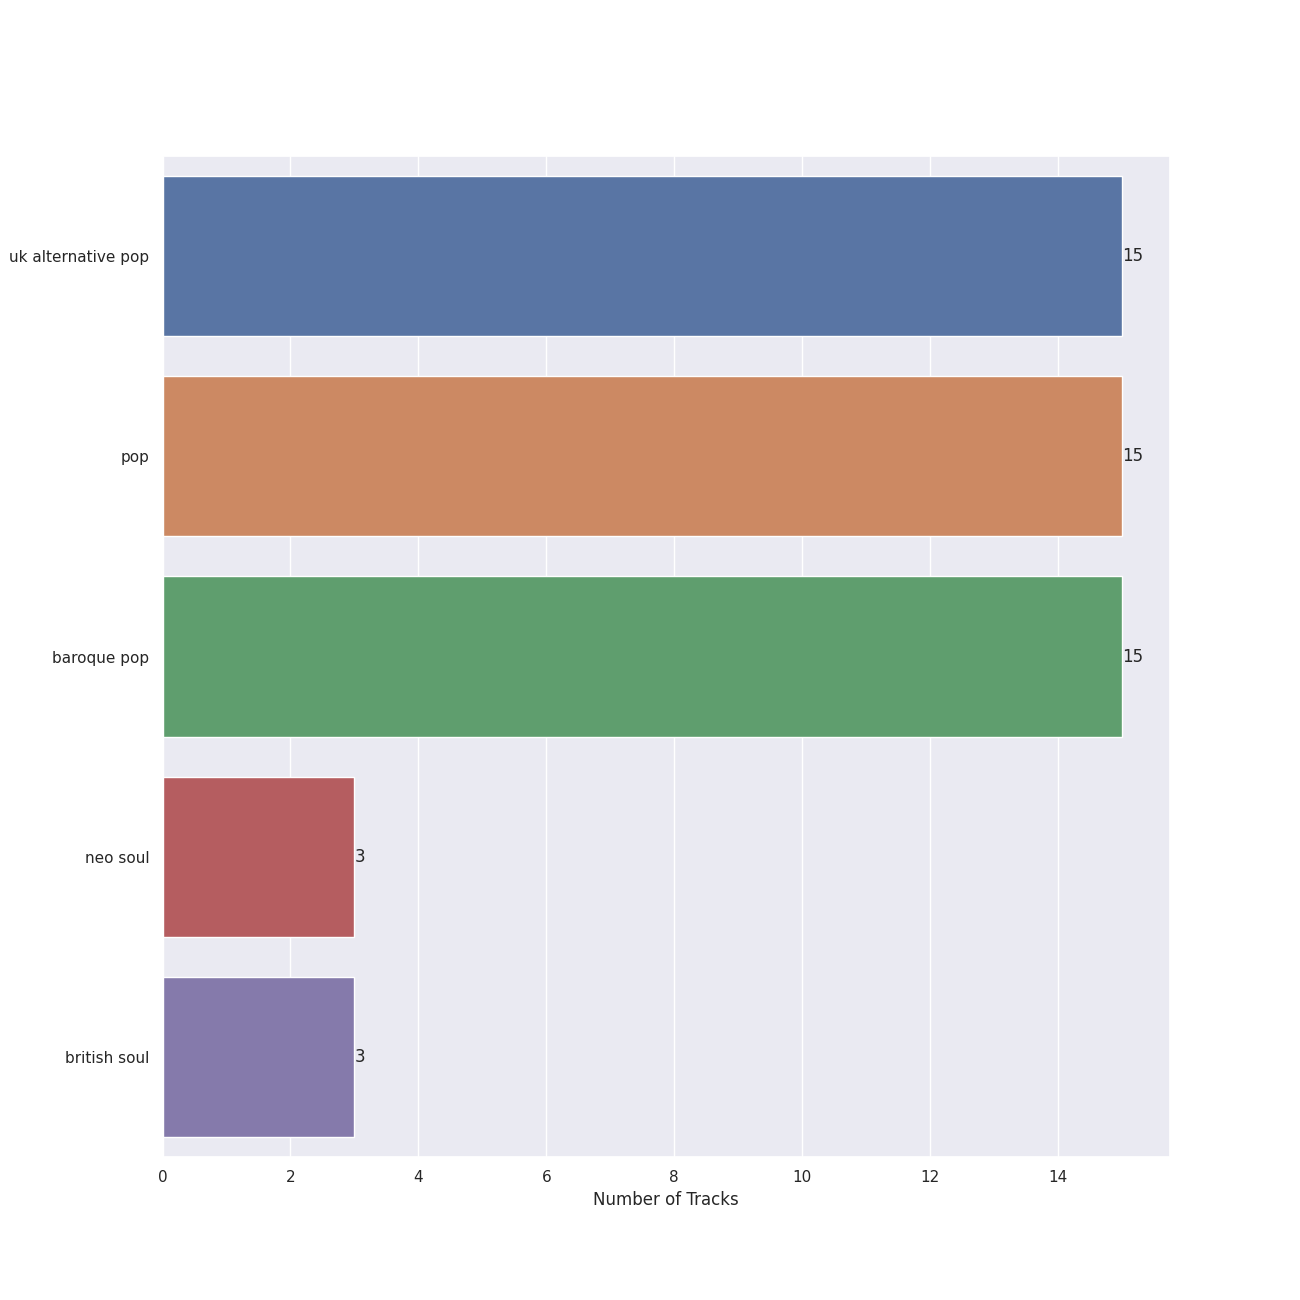 uk alternative pop
15
pop
15
baroque pop
15
neo soul
3
british soul
3
0 2 4 6 8 10 12 14
Number of Tracks